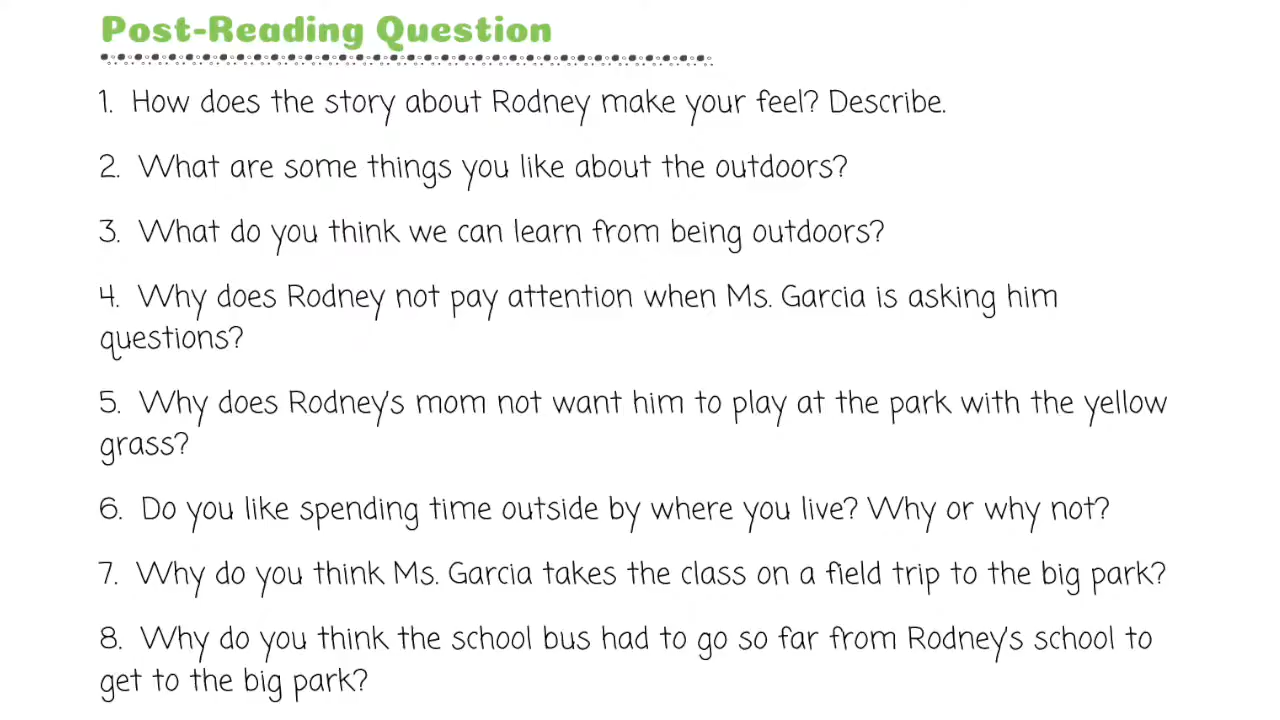 Post-Reading Question
1. How does the story about Rodney make your feel? Describe.
2. What are some things you like about the outdoors?
3. What do you think we can learn from being outdoors?
4. Why does Rodney not pay attention when Ms. Garcia is asking him
questions?
5. Why does Rodney's mom not want him to play at the park with the yellow
grass?
6. Do you like spending time outside by where you live? Why or why not?
7. Why do you think Ms. Garcia takes the class on a field trip to the big park?
8. Why do you think the school bus had to go so far from Rodney's school to
get to the big park?